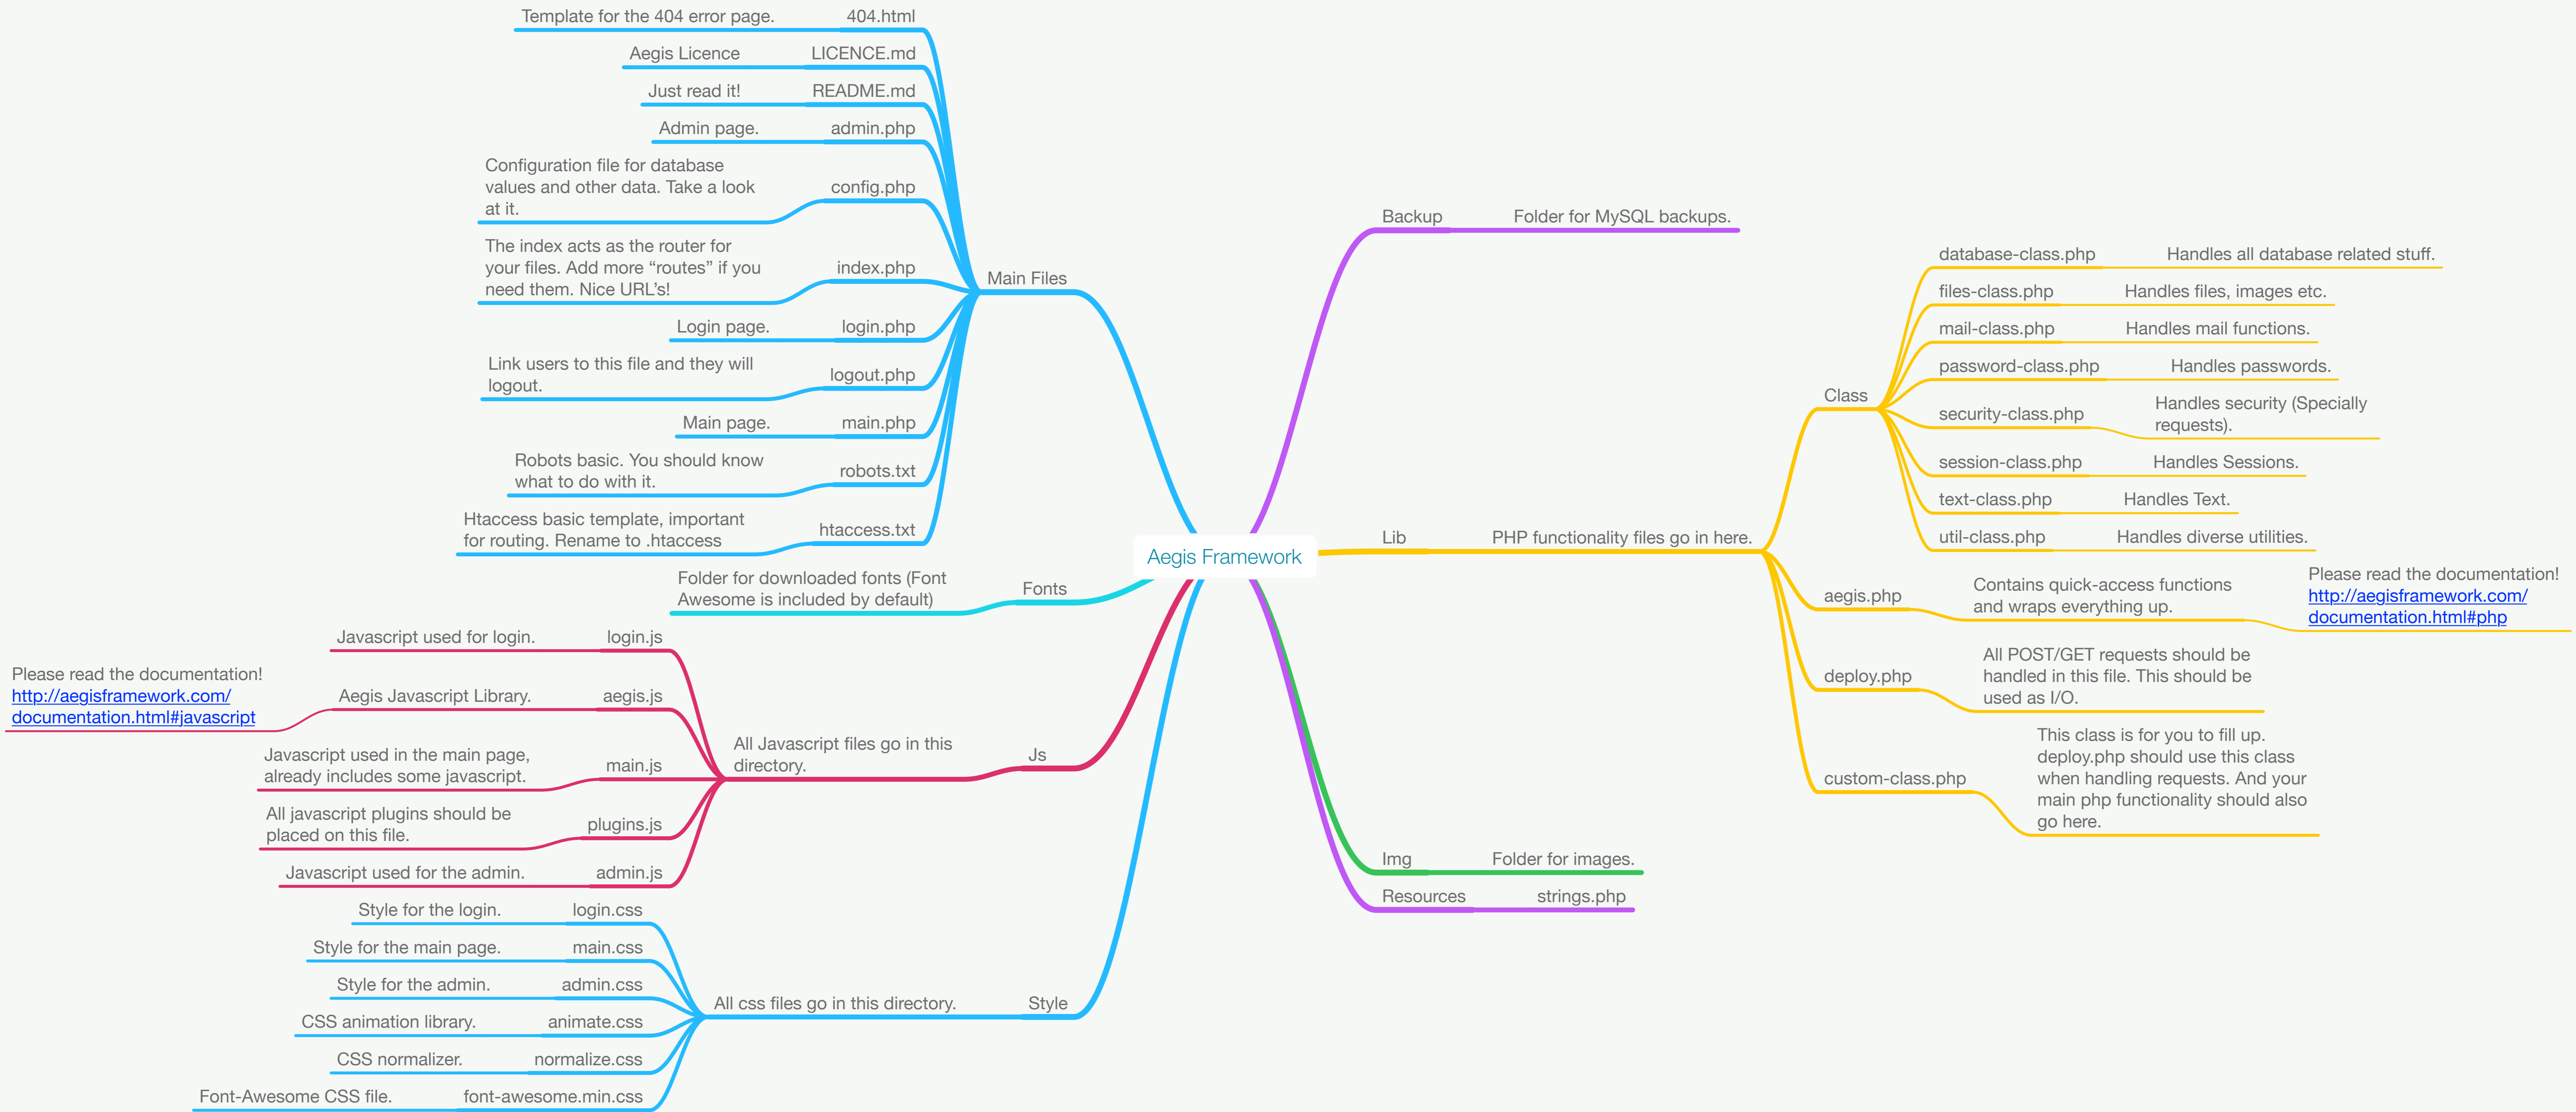 Aegis Framework
Main Files
404.html
Template for the 404 error page.
LICENCE.md
Aegis Licence
README.md
Just read it!
admin.php
Admin page.
config.php
Configuration file for database
values and other data. Take a look
at it.
index.php
The index acts as the router for
your files. Add more “routes” if you
need them. Nice URL’s!
login.php
Login page.
logout.php
Link users to this file and they will
logout.
main.php
Main page.
robots.txt
Robots basic. You should know
what to do with it.
htaccess.txt
Htaccess basic template, important
for routing. Rename to .htaccess
Fonts
Folder for downloaded fonts (Font
Awesome is included by default)
Js
All Javascript files go in this
directory.
login.js
Javascript used for login.
aegis.js
Aegis Javascript Library.
Please read the documentation!
http://aegisframework.com/
documentation.html#javascript
main.js
Javascript used in the main page,
already includes some javascript.
plugins.js
All javascript plugins should be
placed on this file.
admin.js
Javascript used for the admin.
Style
All css files go in this directory.
login.css
Style for the login.
main.css
Style for the main page.
admin.css
Style for the admin.
animate.css
CSS animation library.
normalize.css
CSS normalizer.
font-awesome.min.css
Font-Awesome CSS file.
Backup
Folder for MySQL backups.
Lib
PHP functionality files go in here.
Class
database-class.php
Handles all database related stuff.
files-class.php
Handles files, images etc.
mail-class.php
Handles mail functions.
password-class.php
Handles passwords.
security-class.php
Handles security (Specially
requests).
session-class.php
Handles Sessions.
text-class.php
Handles Text.
util-class.php
Handles diverse utilities.
aegis.php
Contains quick-access functions
and wraps everything up.
Please read the documentation!
http://aegisframework.com/
documentation.html#php
deploy.php
All POST/GET requests should be
handled in this file. This should be
used as I/O.
custom-class.php
This class is for you to fill up.
deploy.php should use this class
when handling requests. And your
main php functionality should also
go here.
Img
Folder for images.
Resources
strings.php